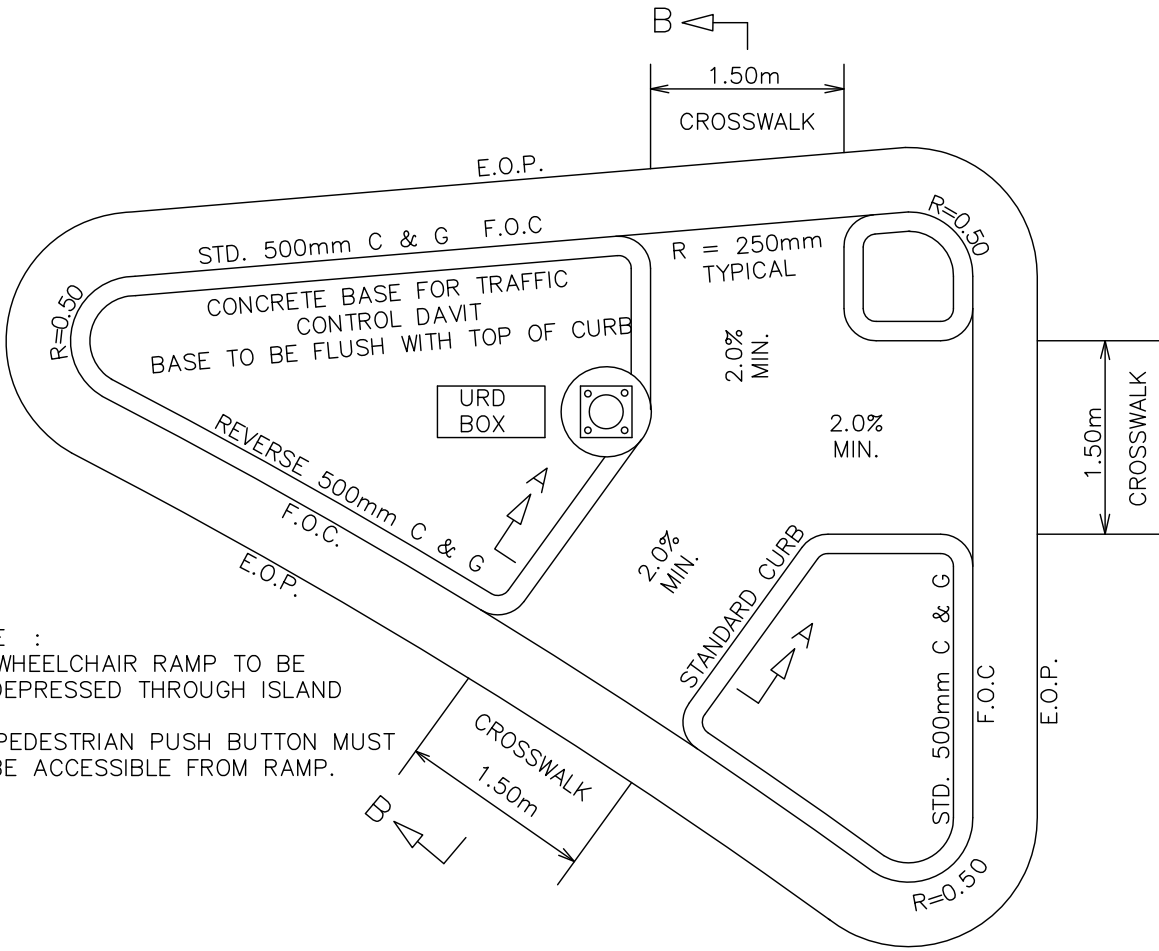 B
1.50m
CROSSWALK
E.O.P.
R=0.50
STD. 500mm C & G F.O.C
R = 250mm
TYPICAL
CONCRETE BASE FOR TRAFFIC
CONTROL DAVIT
BASE TO BE FLUSH WITH TOP OF CURB
R=0.50
2.0%
MIN.
URD
BOX
2.0%
MIN.
1.50m
CROSSWALK
REVERSE 500mm C & G
A
F.O.C.
E.O.P.
2.0%
MIN.
STANDARD CURB
A
STD. 500mm C & G
F.O.C
E.O.P.
E :
WHEELCHAIR RAMP TO BE
DEPRESSED THROUGH ISLAND
PEDESTRIAN PUSH BUTTON MUST
BE ACCESSIBLE FROM RAMP.
CROSSWALK
1.50m
B
R=0.50